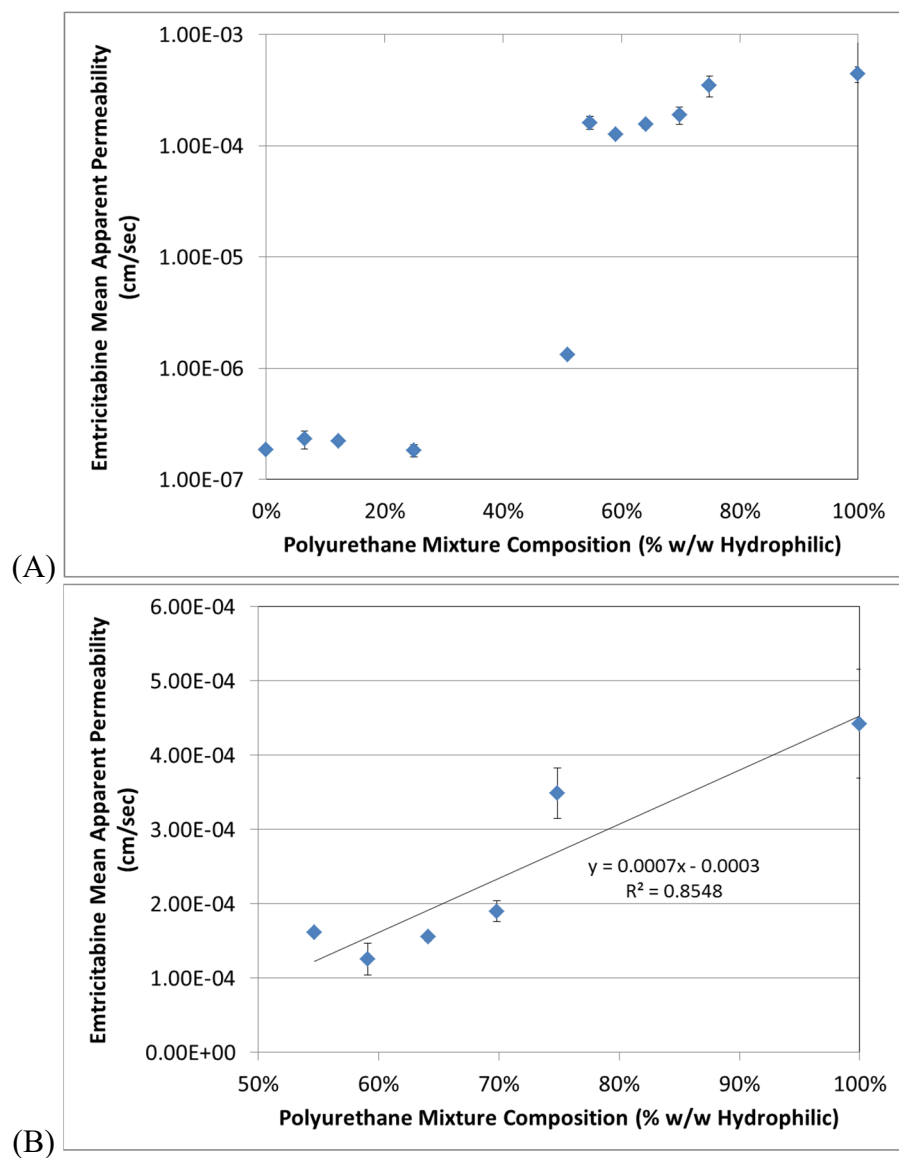 (A)
Emtricitabine Mean Apparent Permeability
(cm/sec)
1.00E-03
1.00E-04
1.00E-05
1.00E-06
1.00E-07
0% 20% 40% 60% 80% 100%
Polyurethane Mixture Composition (% w/w Hydrophilic)
(B)
Emtricitabine Mean Apparent Permeability
(cm/sec)
6.00E-04
5.00E-04
4.00E-04
3.00E-04
2.00E-04
1.00E-04
0.00E+00
y = 0.0007x - 0.0003
R² = 0.8548
50% 60% 70% 80% 90% 100%
Polyurethane Mixture Composition (% w/w Hydrophilic)